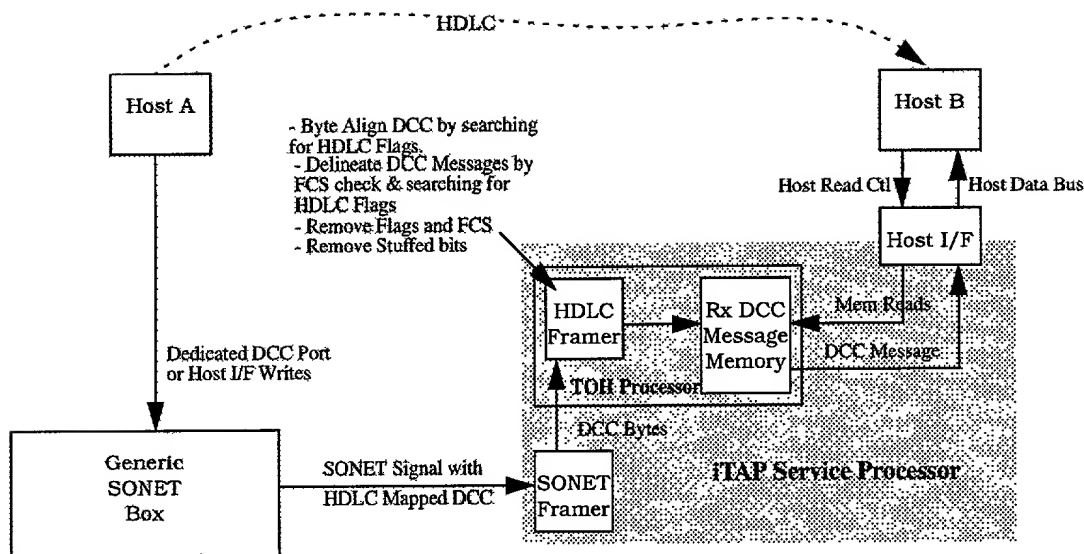 HDLC
Host A
Host B
- Byte Align DCC by searching
for HDLC Flags.
- Delineate DCC Messages by
FCS check & searching for
HDLC Flags
- Remove Flags and FCS
- Remove Stuffed bits
Host Read Ctl
Host Data Bus
Host I/F
HDLC
Framer
Rx DCC
Message
Memory
Mem Reads
DCC Message
TOH Processor
Dedicated DCC Port
or Host I/F Writes
DCC Bytes
Generic
SONET
Box
SONET Signal with
HDLC Mapped DCC
SONET
Framer
iTAP Service Processor